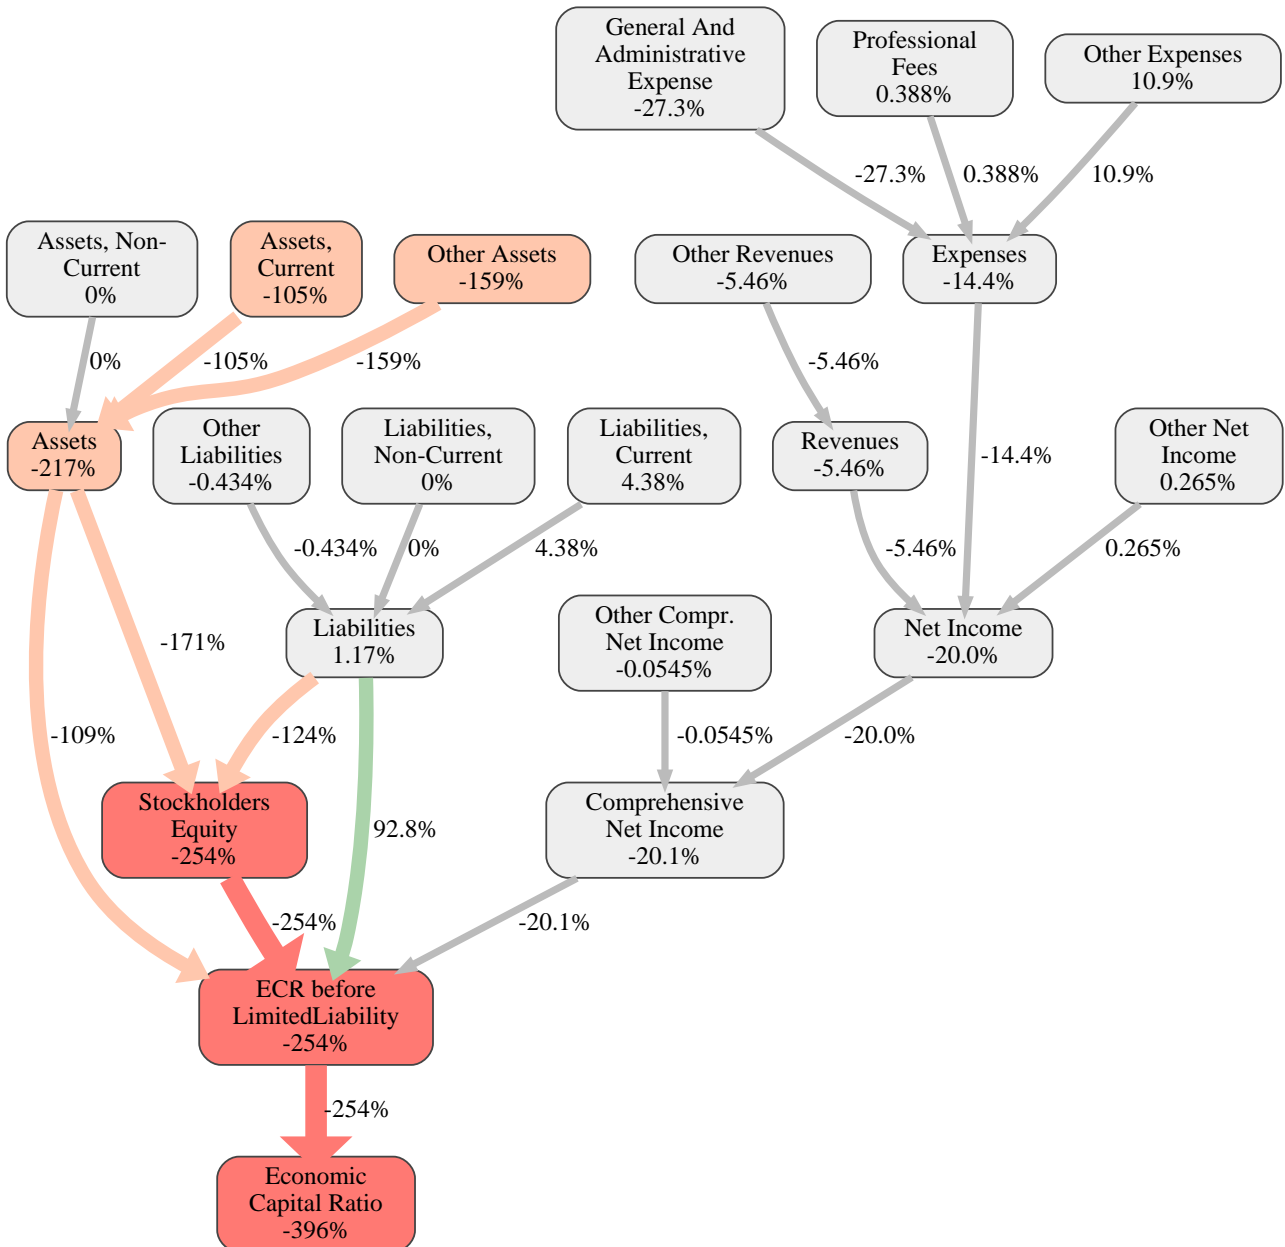 General And
Administrative
Expense
-27.3%
Professional
Fees
0.388%
Other Expenses
10.9%
-27.3%
0.388%
10.9%
Assets, Non-
Current
0%
Assets,
Current
-105%
Other Assets
-159%
Other Revenues
-5.46%
Expenses
-14.4%
0%
-105%
-159%
-5.46%
Assets
-217%
Other
Liabilities
-0.434%
Liabilities,
Non-Current
0%
Liabilities,
Current
4.38%
Revenues
-5.46%
-14.4%
Other Net
Income
0.265%
-0.434%
0%
4.38%
-5.46%
0.265%
Liabilities
1.17%
Other Compr.
Net Income
-0.0545%
Net Income
-20.0%
-171%
-109%
-124%
-0.0545%
-20.0%
Stockholders
Equity
-254%
92.8%
Comprehensive
Net Income
-20.1%
-254%
-20.1%
ECR before
LimitedLiability
-254%
-254%
Economic
Capital Ratio
-396%